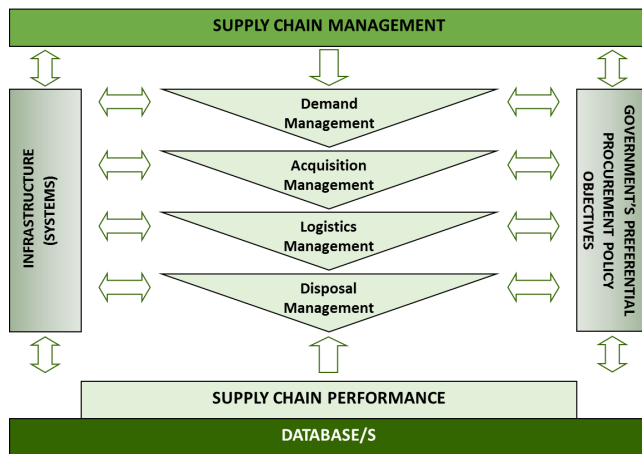 SUPPLY CHAIN MANAGEMENT
INFRASTRUCTURE
(SYSTEMS)
Demand
Management
Acquisition
Management
Logistics
Management
Disposal
Management
GOVERNMENT'S PREFERENTIAL
PROCUREMENT POLICY
OBJECTIVES
SUPPLY CHAIN PERFORMANCE
DATABASE/S